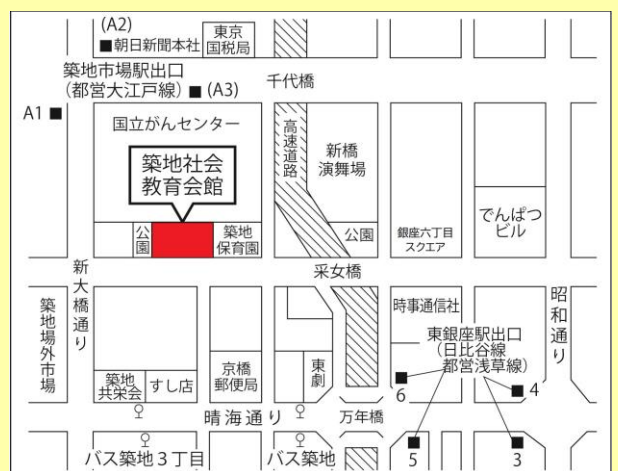 (A2)
■朝日新聞本社
東京
国税局
築地市場駅出口
(都営大江戸線)■(A3)
千代橋
A1■
国立がんセンター
高速道路
新橋
演舞場
築地社会
教育会館
でんぱつ
ビル
公園
築地
保育園
公園
銀座六丁目
スクエア
采女橋
新大橋通り
築地場外市場
時事通信社
昭和通り
東銀座駅出口
(日比谷線
都営浅草線)
築地
共栄会
すし店
京橋
郵便局
東劇
6
4
晴海通り
万年橋
バス築地3丁目
バス築地
5
3